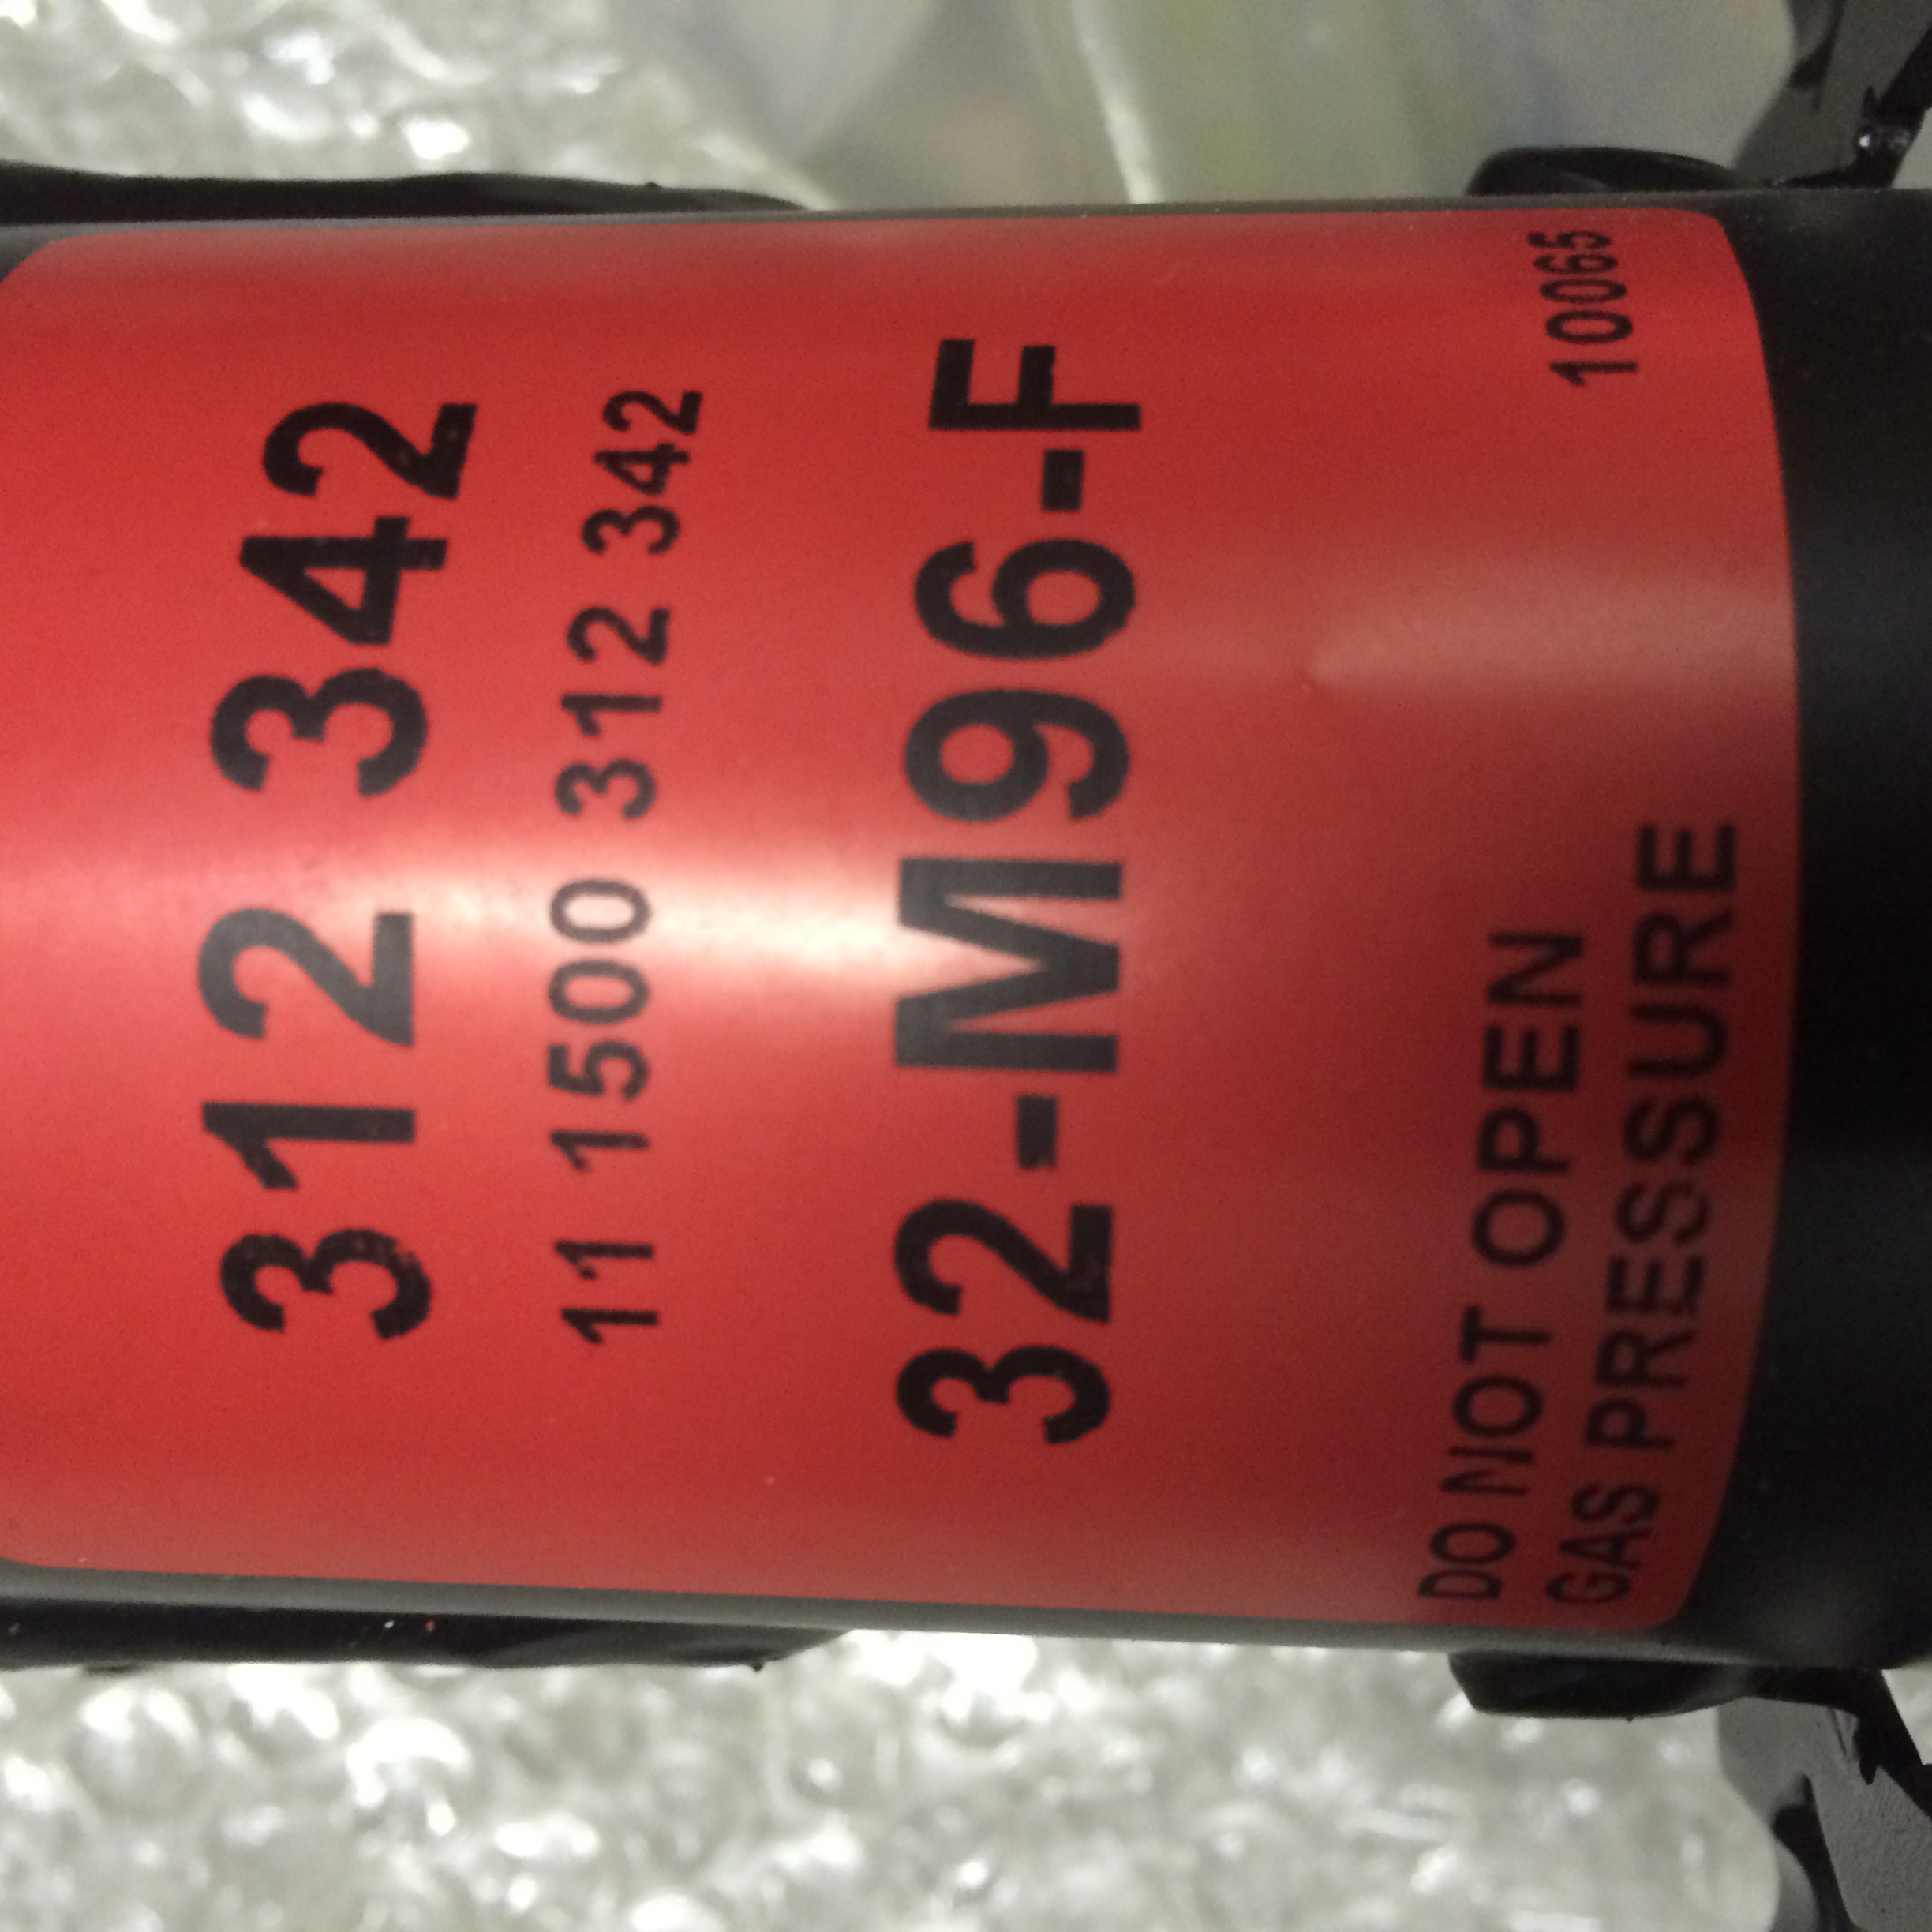 312 342
11 1500 312 342
32-M96-F
DO NOT OPEN
GAS PRESSURE
10065